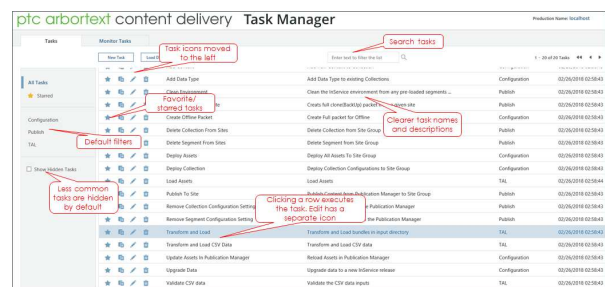 ptc arbortext content delivery Task Manager
Production Name: localhost
Tasks
Monitor Tasks
Task icons moved to the left
Search tasks
New Task
Enter text to filter the list
1 - 20 of 20 Tasks
All Tasks
Starred
Configuration
Publish
TAL
Show Hidden Tasks
Favorite/ starred tasks
Default filters
Less common tasks are hidden by default
Clearer task names and descriptions
Clicking a row executes the task. Edit has a separate icon
Add Data Type Add Data Type to existing Collections Configuration 02/26/2018 02:58:43
Clean Environment Clean the InService environment from any pre-loaded segments ... Publish 02/26/2018 02:58:43
Configuration 02/26/2018 02:58:43
Create Offline Packet Create Full packet for Offline Publish 02/26/2018 02:58:43
Delete Collection From Sites Delete Collection from Site Group Publish 02/26/2018 02:58:43
Delete Segment From Sites Delete Segment from Site Group Publish 02/26/2018 02:58:43
Deploy Assets Deploy All Assets To Site Group Configuration 02/26/2018 02:58:43
Deploy Collection Deploy Collection Configurations to Site Group Configuration 02/26/2018 02:58:43
Load Assets Load Assets TAL 02/26/2018 02:58:43
Publish To Site Publish Content from Publication Manager to Site Group Publish 02/26/2018 02:58:43
Remove Collection Configuration Setting the Publication Manager Configuration 02/26/2018 02:58:43
Remove Segment Configuration Setting the Publication Manager Configuration 02/26/2018 02:58:43
Transform and Load Transform and Load bundles in input directory TAL 02/26/2018 02:58:43
Transform and Load CSV Data Transform and Load CSV data TAL 02/26/2018 02:58:43
Update Assets In Publication Manager Reload Assets in Publication Manager Configuration 02/26/2018 02:58:43
Upgrade Data Upgrade data to a new InService release Configuration 02/26/2018 02:58:43
Validate CSV data Validate the CSV data inputs TAL 02/26/2018 02:58:43